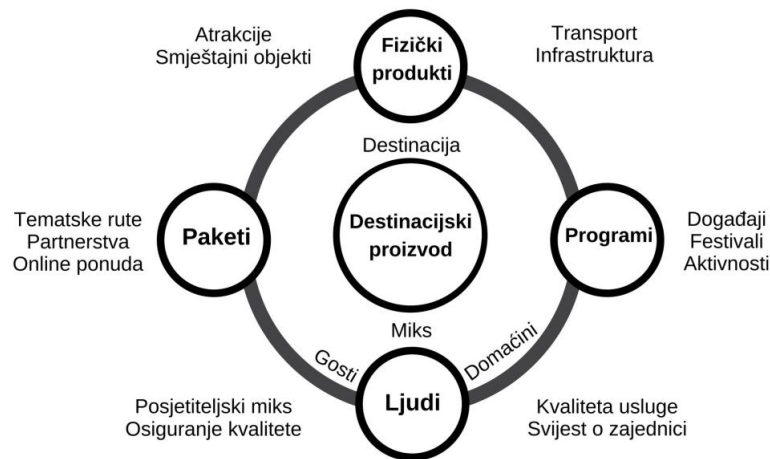 Atrakcije
Smještajni objekti
Fizički
produkti
Transport
Infrastruktura
Destinacija
Tematske rute
Partnerstva
Online ponuda
Paketi
Destinacijski
proizvod
Programi
Događaji
Festivali
Aktivnosti
Miks
Gosti
Domaćini
Ljudi
Posjetiteljski miks
Osiguranje kvalitete
Kvaliteta usluge
Svijest o zajednici